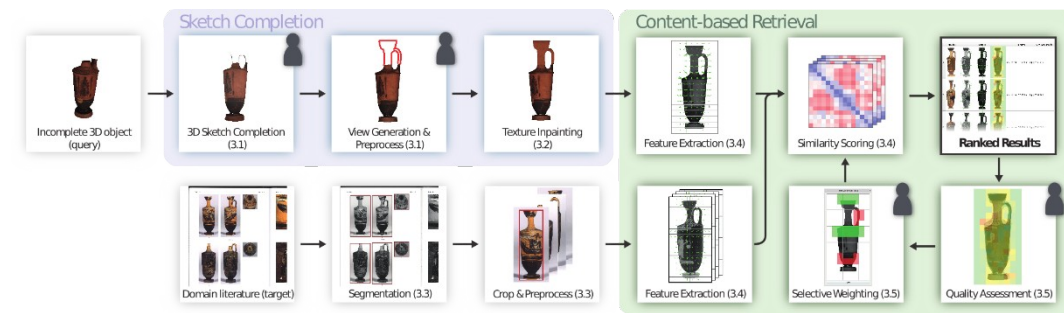 Sketch Completion
Content-based Retrieval
Incomplete 3D object
(query)
3D Sketch Completion
(3.1)
View Generation &
Preprocess (3.1)
Texture Inpainting
(3.2)
Feature Extraction (3.4)
Similarity Scoring (3.4)
Ranked Results
Domain literature (target)
Segmentation (3.3)
Crop & Preprocess (3.3)
Feature Extraction (3.4)
Selective Weighting (3.5)
Quality Assessment (3.5)